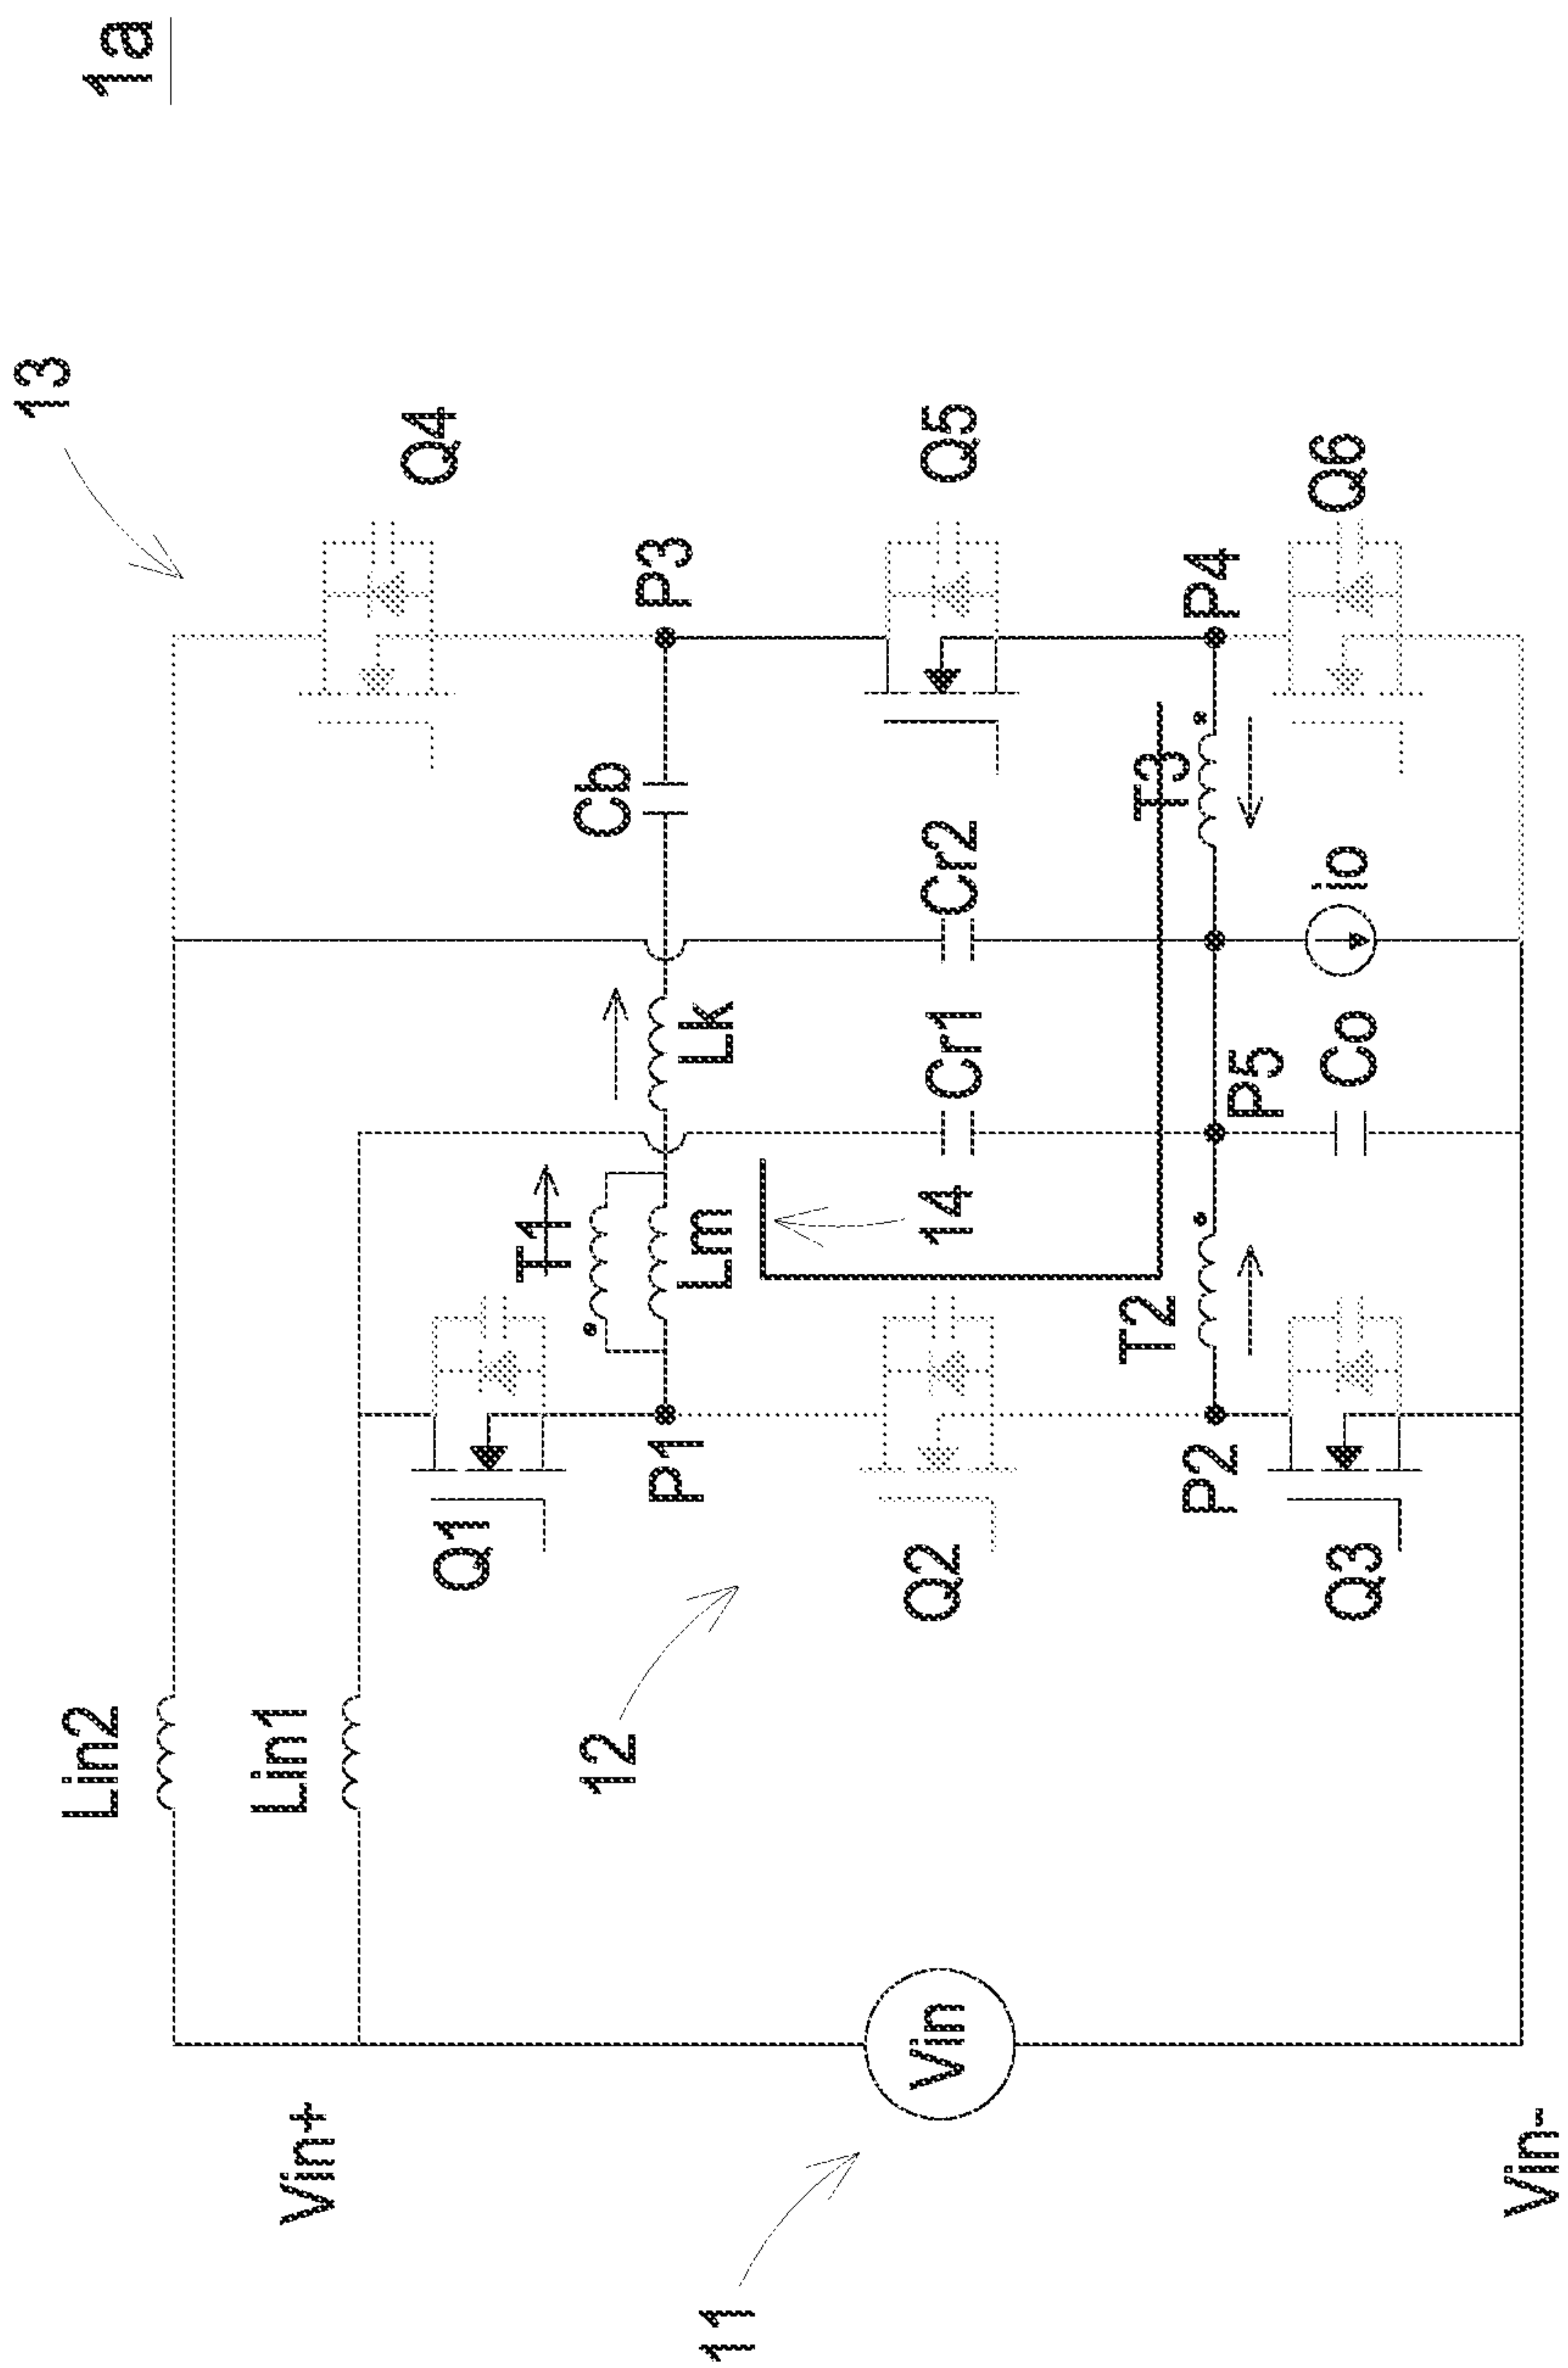 1a
13
Q4
Q5
Q6
P3
P4
Cb
T3
Cr2
io
Lk
Cr1
P5
Co
T1
Lm
14
T2
P1
P2
Q1
Q2
Q3
12
Lin2
Lin1
Vin
Vin+
Vin-
11